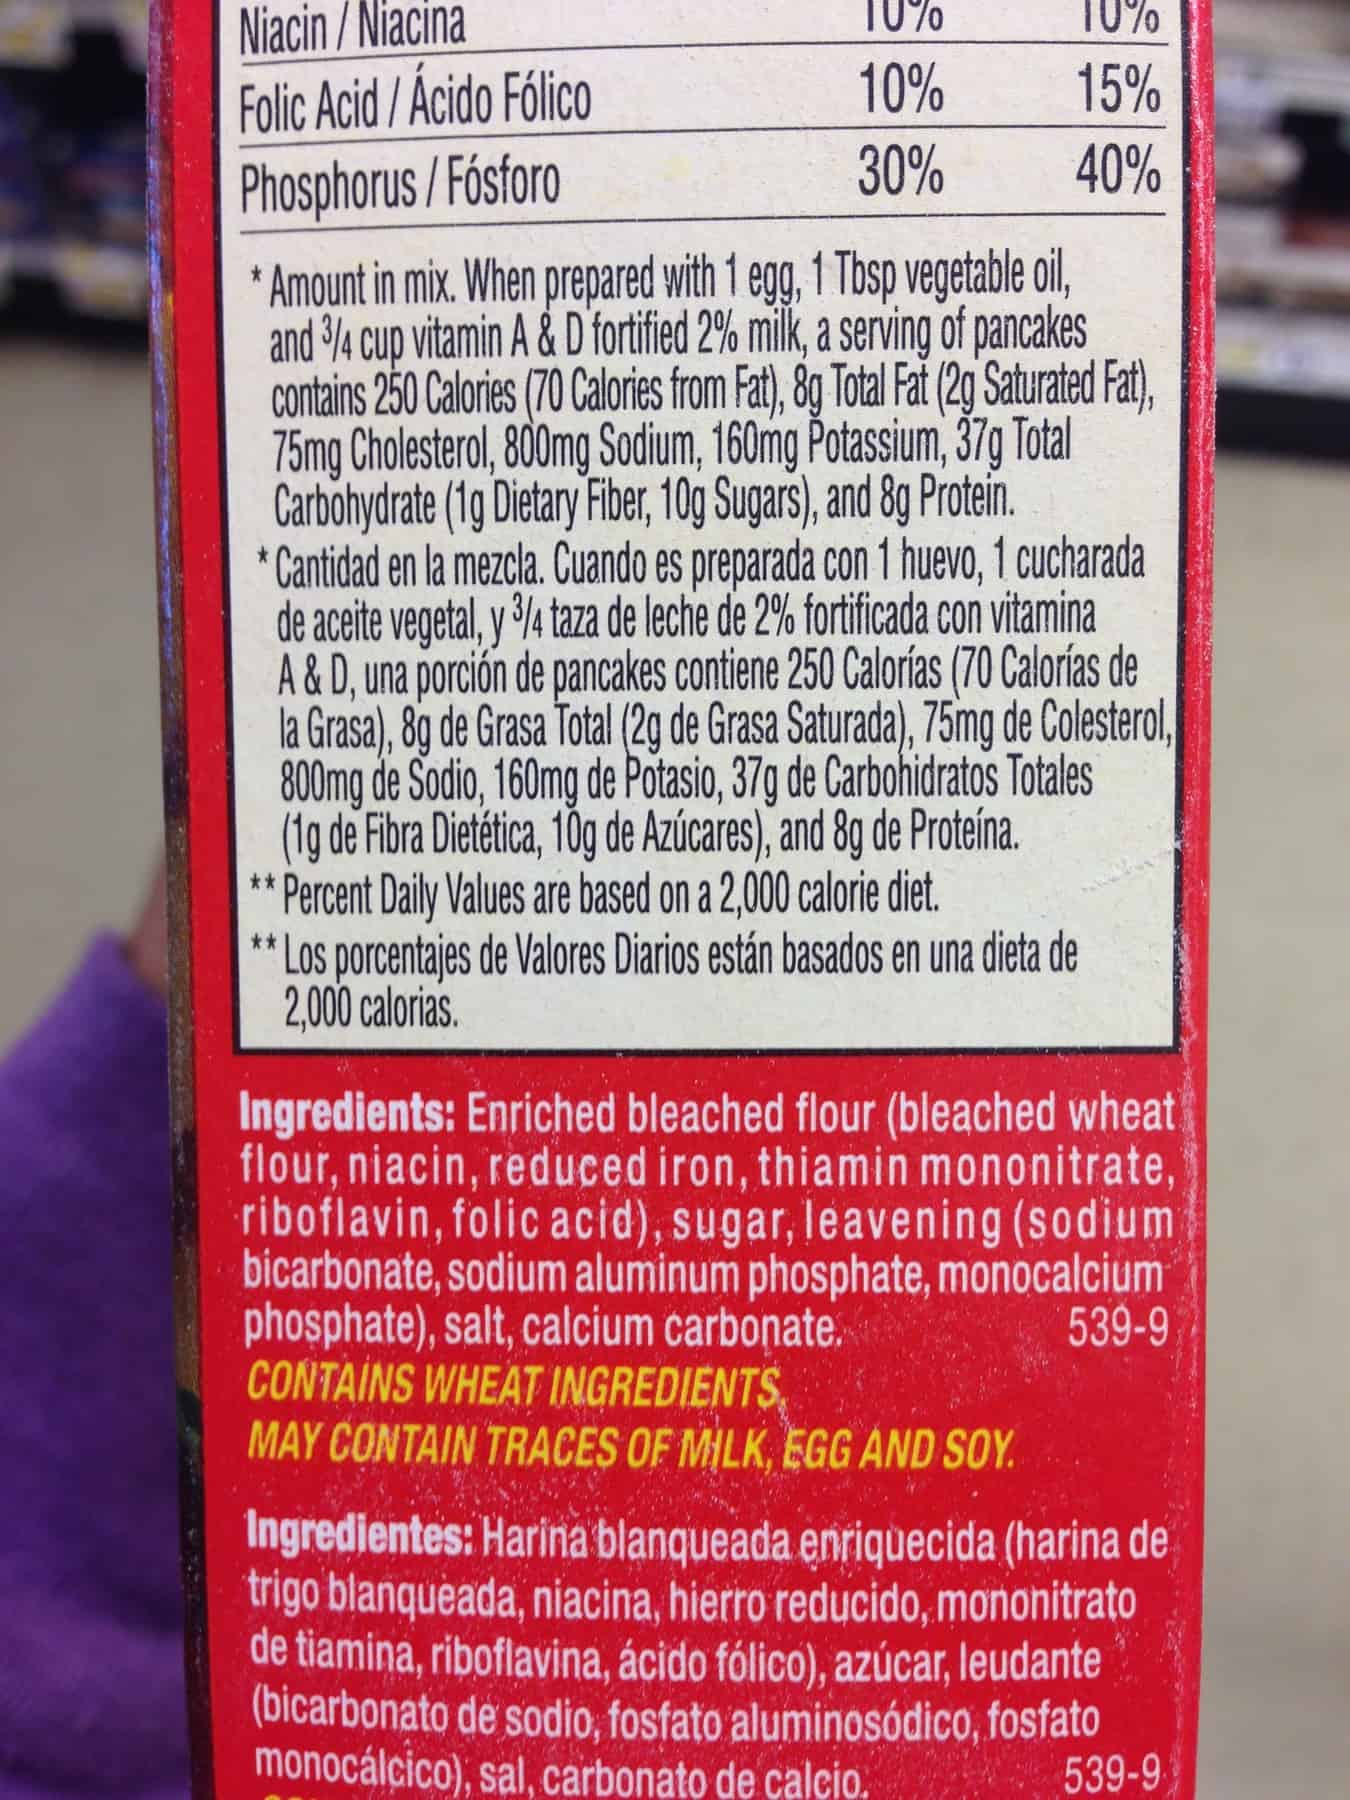 Niacin / Niacina 10% 10%
Folic Acid / Ácido Fólico 10% 15%
Phosphorus / Fósforo 30% 40%
* Amount in mix. When prepared with 1 egg, 1 Tbsp vegetable oil,
and 3/4 cup vitamin A & D fortified 2% milk, a serving of pancakes
contains 250 Calories (70 Calories from Fat), 8g Total Fat (2g Saturated Fat),
75mg Cholesterol, 800mg Sodium, 160mg Potassium, 37g Total
Carbohydrate (1g Dietary Fiber, 10g Sugars), and 8g Protein.
* Cantidad en la mezcla. Cuando es preparada con 1 huevo, 1 cucharada
de aceite vegetal, y 3/4 taza de leche de 2% fortificada con vitamina
A & D, una porción de pancakes contiene 250 Calorías (70 Calorías de
la Grasa), 8g de Grasa Total (2g de Grasa Saturada), 75mg de Colesterol,
800mg de Sodio, 160mg de Potasio, 37g de Carbohidratos Totales
(1g de Fibra Dietética, 10g de Azúcares), and 8g de Proteína.
** Percent Daily Values are based on a 2,000 calorie diet.
** Los porcentajes de Valores Diarios están basados en una dieta de
2,000 calorias.
Ingredients: Enriched bleached flour (bleached wheat
flour, niacin, reduced iron, thiamin mononitrate,
riboflavin, folic acid), sugar, leavening (sodium
bicarbonate, sodium aluminum phosphate, monocalcium
phosphate), salt, calcium carbonate. 539-9
CONTAINS WHEAT INGREDIENTS,
MAY CONTAIN TRACES OF MILK, EGG AND SOY.
Ingredientes: Harina blanqueada enriquecida (harina de
trigo blanqueada, niacina, hierro reducido, mononitrato
de tiamina, riboflavina, ácido fólico), azúcar, leudante
(bicarbonato de sodio, fosfato aluminosódico, fosfato
monocálcico), sal, carbonato de calcio. 539-9